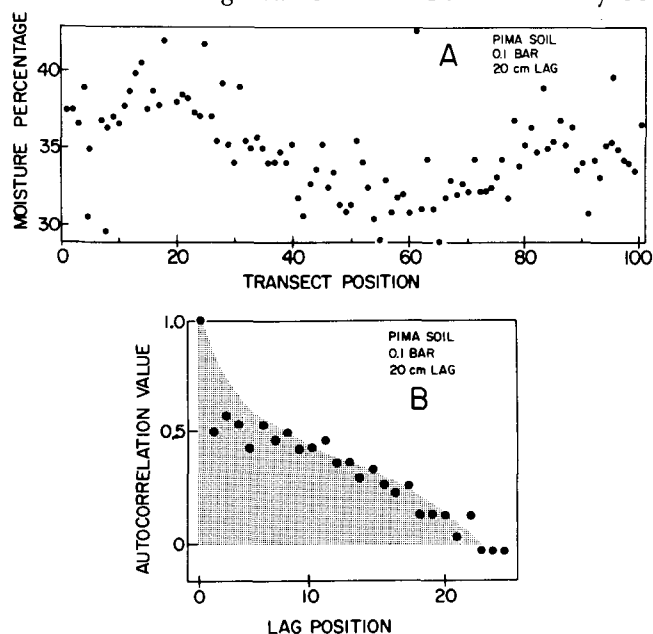 A
PIMA SOIL
0.1 BAR
20 cm LAG
MOISTURE PERCENTAGE
40
35
30
0 20 40 60 80 100
TRANSECT POSITION
B
PIMA SOIL
0.1 BAR
20 cm LAG
AUTOCORRELATION VALUE
1.0
0.5
0
0 10 20
LAG POSITION